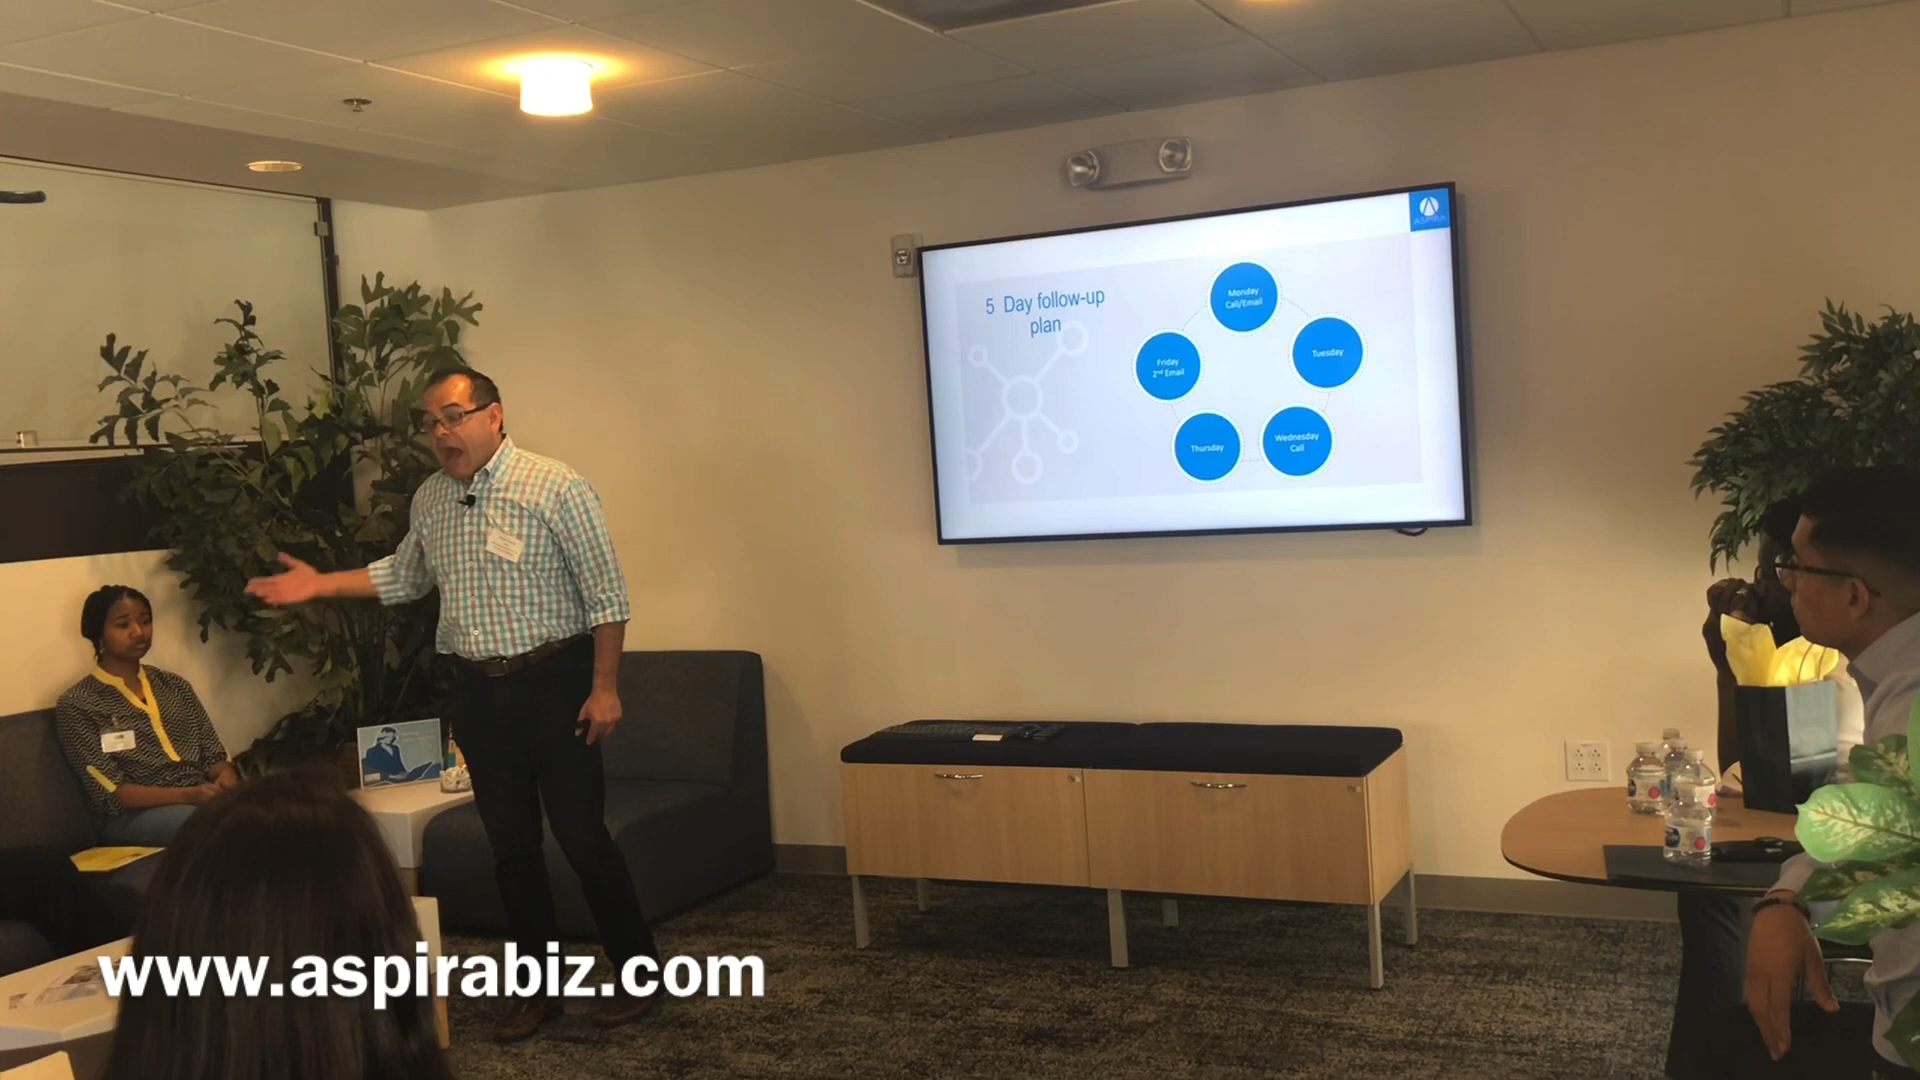 ASPIRA
5 Day follow-up
plan
Monday
Call/Email
Tuesday
Wednesday
Call
Thursday
Friday
2nd Email
www.aspirabiz.com